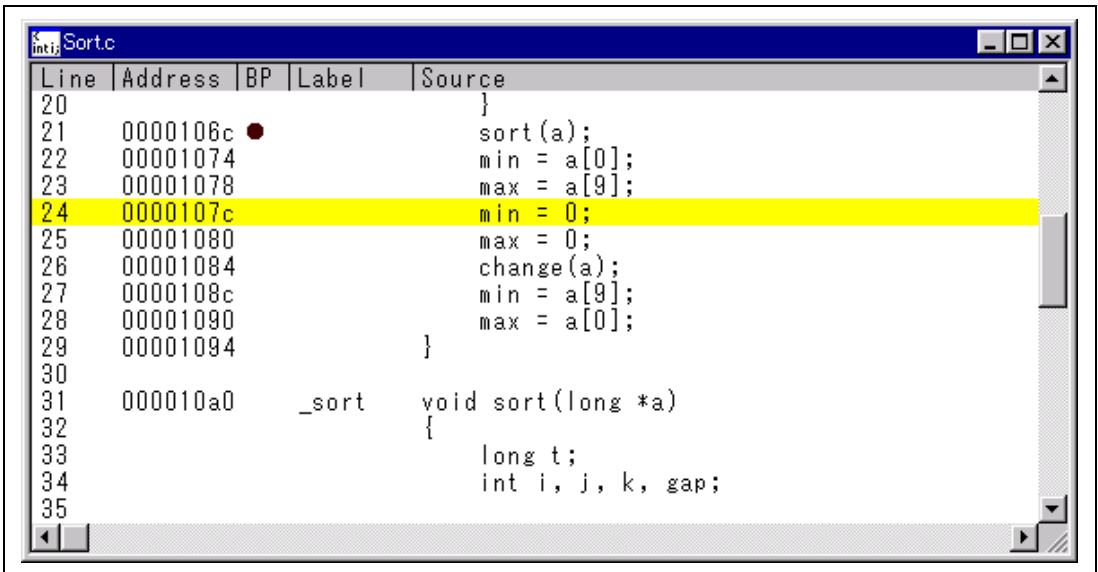 int i; Sort.c
Line Address BP Label Source
20 }
21 0000106c sort(a);
22 00001074 min = a[0];
23 00001078 max = a[9];
24 0000107c min = 0;
25 00001080 max = 0;
26 00001084 change(a);
27 0000108c min = a[9];
28 00001090 max = a[0];
29 00001094 }
30
31 000010a0 _sort void sort(long *a)
32 {
33 long t;
34 int i, j, k, gap;
35